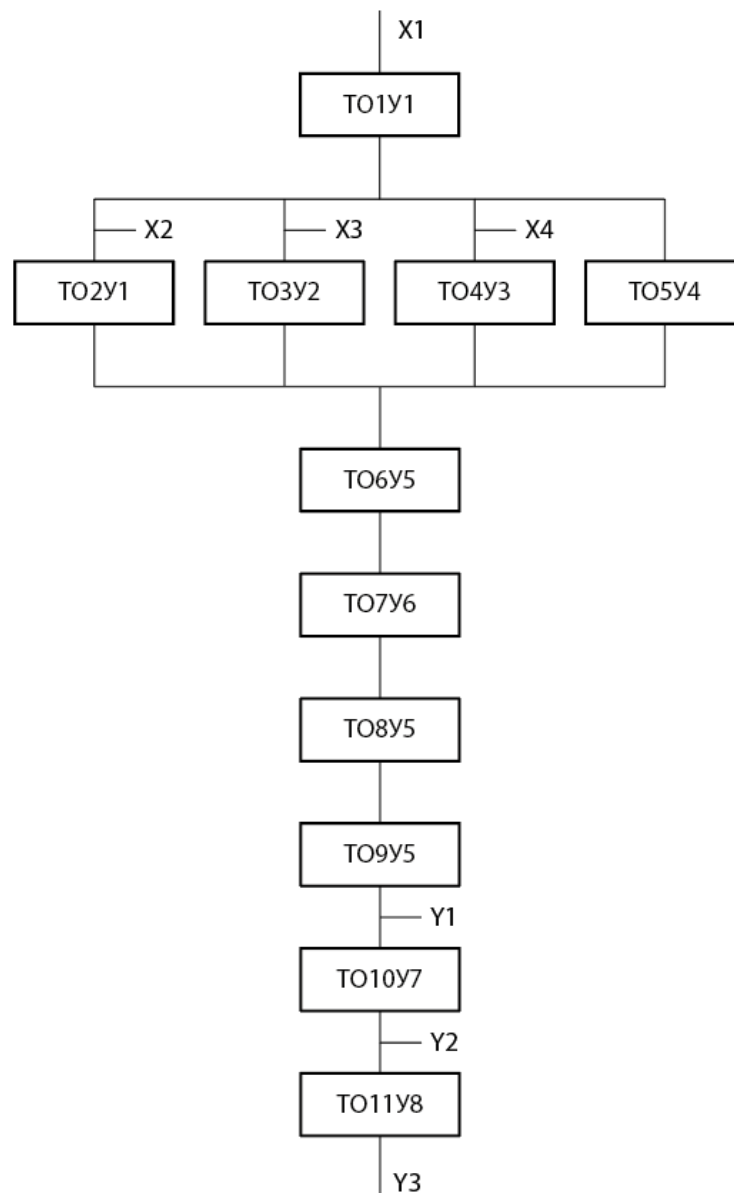 X1
ТО1У1
X2
X3
X4
ТО2У1
ТО3У2
ТО4У3
ТО5У4
ТО6У5
ТО7У6
ТО8У5
ТО9У5
Y1
ТО10У7
Y2
ТО11У8
Y3